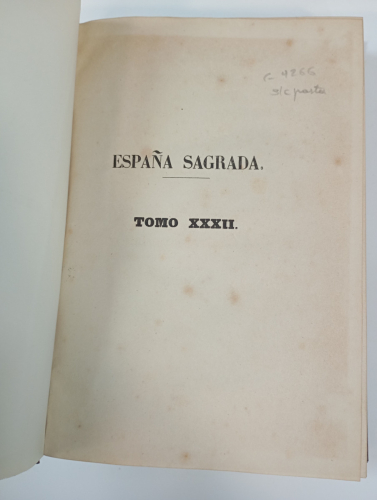 ESPAÑA SAGRADA.
TOMO XXXII.